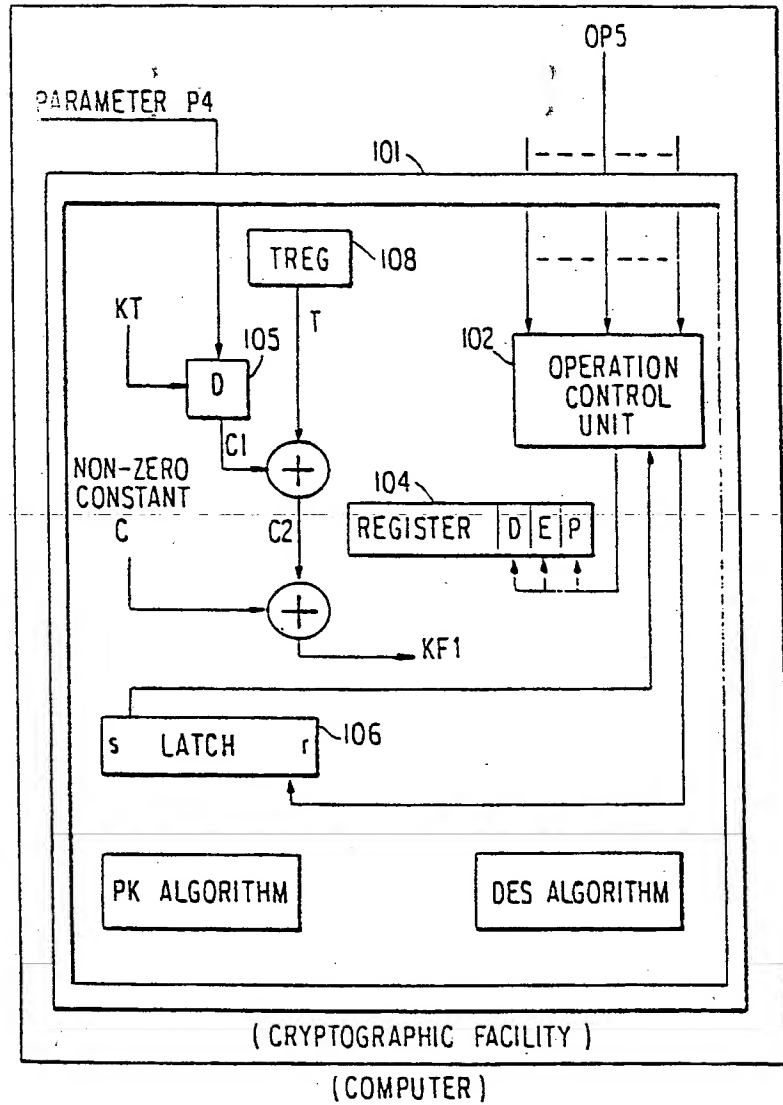 OP5
PARAMETER P4
101
TREG
108
KT
T
105
102
D
OPERATION
CONTROL
UNIT
C1
NON-ZERO
CONSTANT
104
C
C2
REGISTER D E P
KF1
s LATCH r
106
PK ALGORITHM
DES ALGORITHM
(CRYPTOGRAPHIC FACILITY)
(COMPUTER)